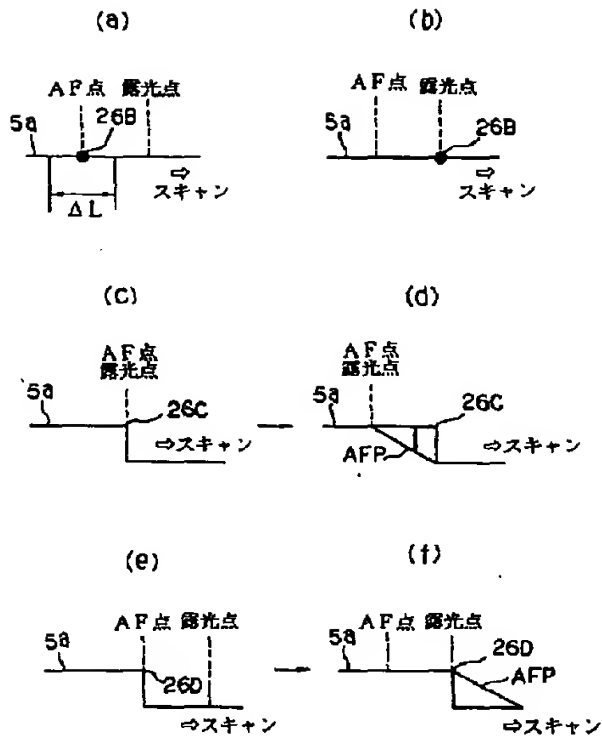 (a)
AF点 露光点
26B
5a
⇨
スキャン
ΔL
(b)
AF点 露光点
26B
5a
⇨
スキャン
(c)
AF点
露光点
5a
26C
⇨スキャン
(d)
AF点
露光点
5a
26C
⇨スキャン
AFP
(e)
AF点 露光点
5a
26D
⇨スキャン
(f)
AF点 露光点
5a
26D
AFP
⇨スキャン